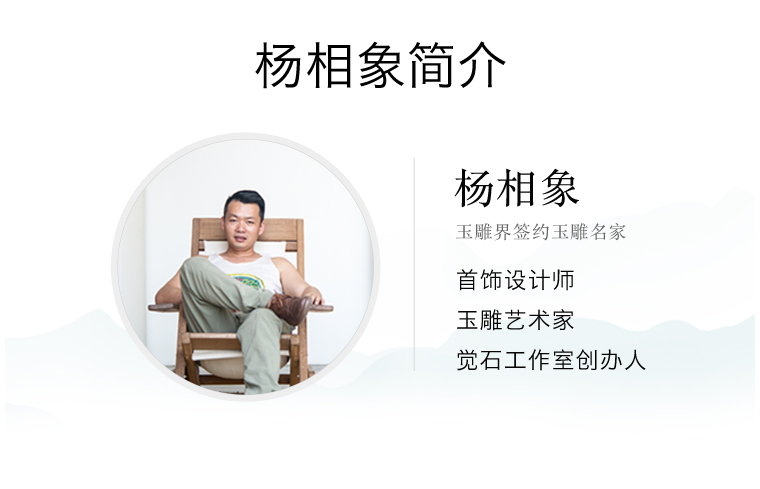 杨相象简介
杨相象
玉雕界签约玉雕名家
首饰设计师
玉雕艺术家
觉石工作室创办人